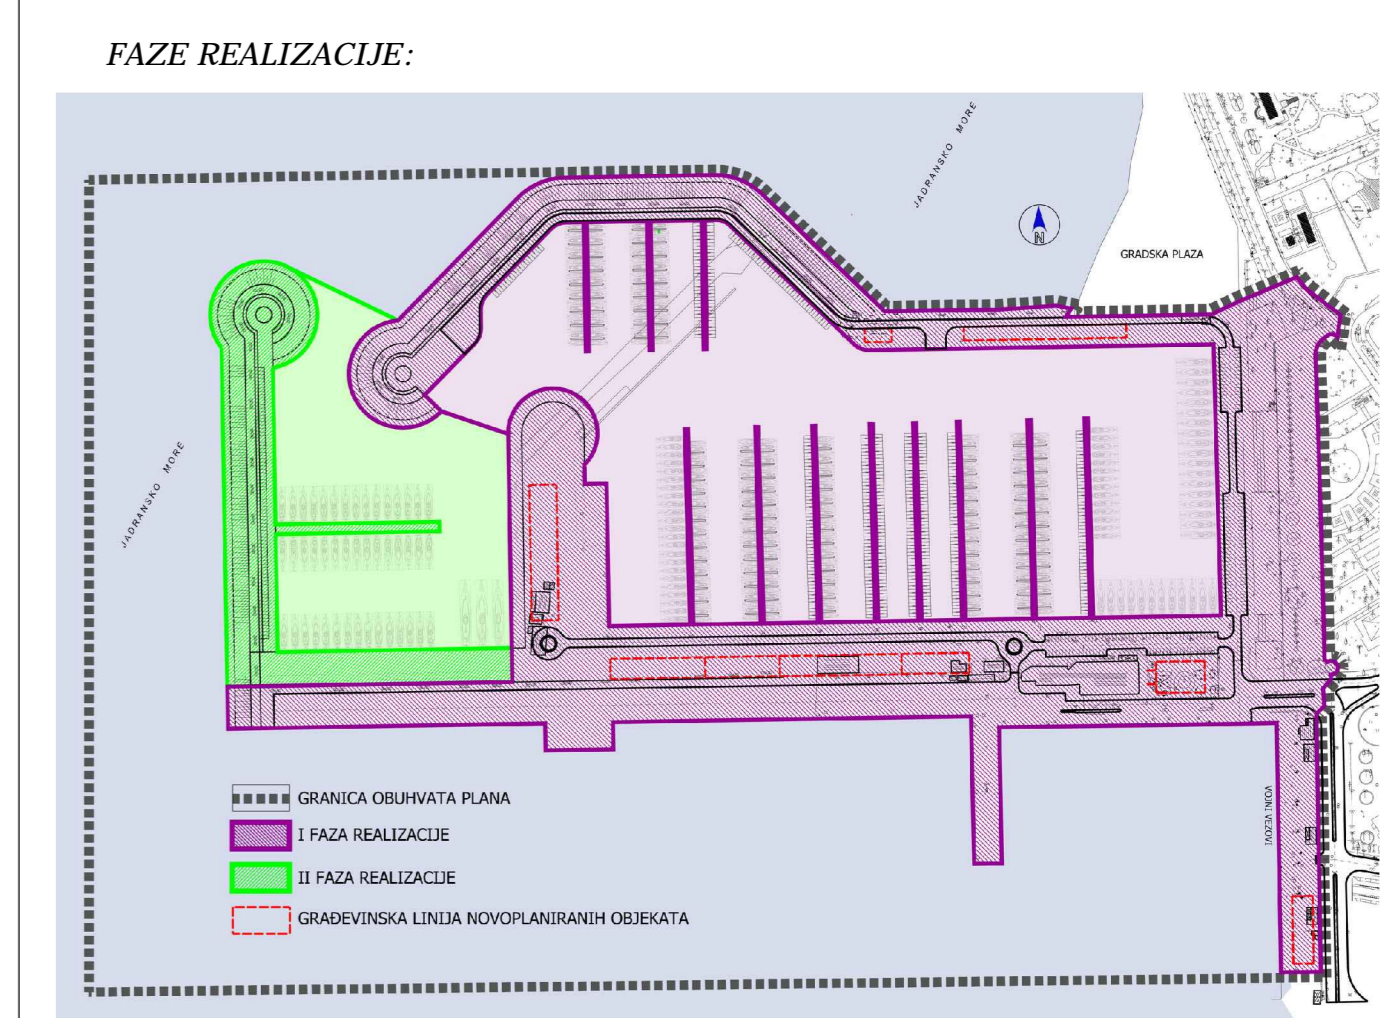 FAZE REALIZACIJE:
JADRANSKO MORE
N
GRADSKA PLAZA
JADRANSKO MORE
VOJNI VEZOVI
GRANICA OBUHVATA PLANA
I FAZA REALIZACIJE
II FAZA REALIZACIJE
GRAĐEVINSKA LINIJA NOVOPLANIRANIH OBJEKATA